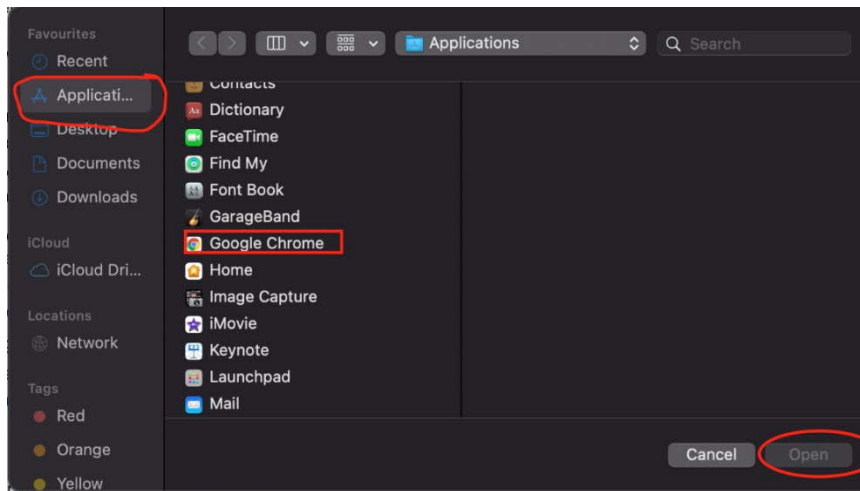 Favourites
Recent
Applicati...
Desktop
Documents
Downloads
iCloud
iCloud Dri...
Locations
Network
Tags
Red
Orange
Yellow
Applications
Search
Contacts
Dictionary
FaceTime
Find My
Font Book
GarageBand
Google Chrome
Home
Image Capture
iMovie
Keynote
Launchpad
Mail
Cancel
Open